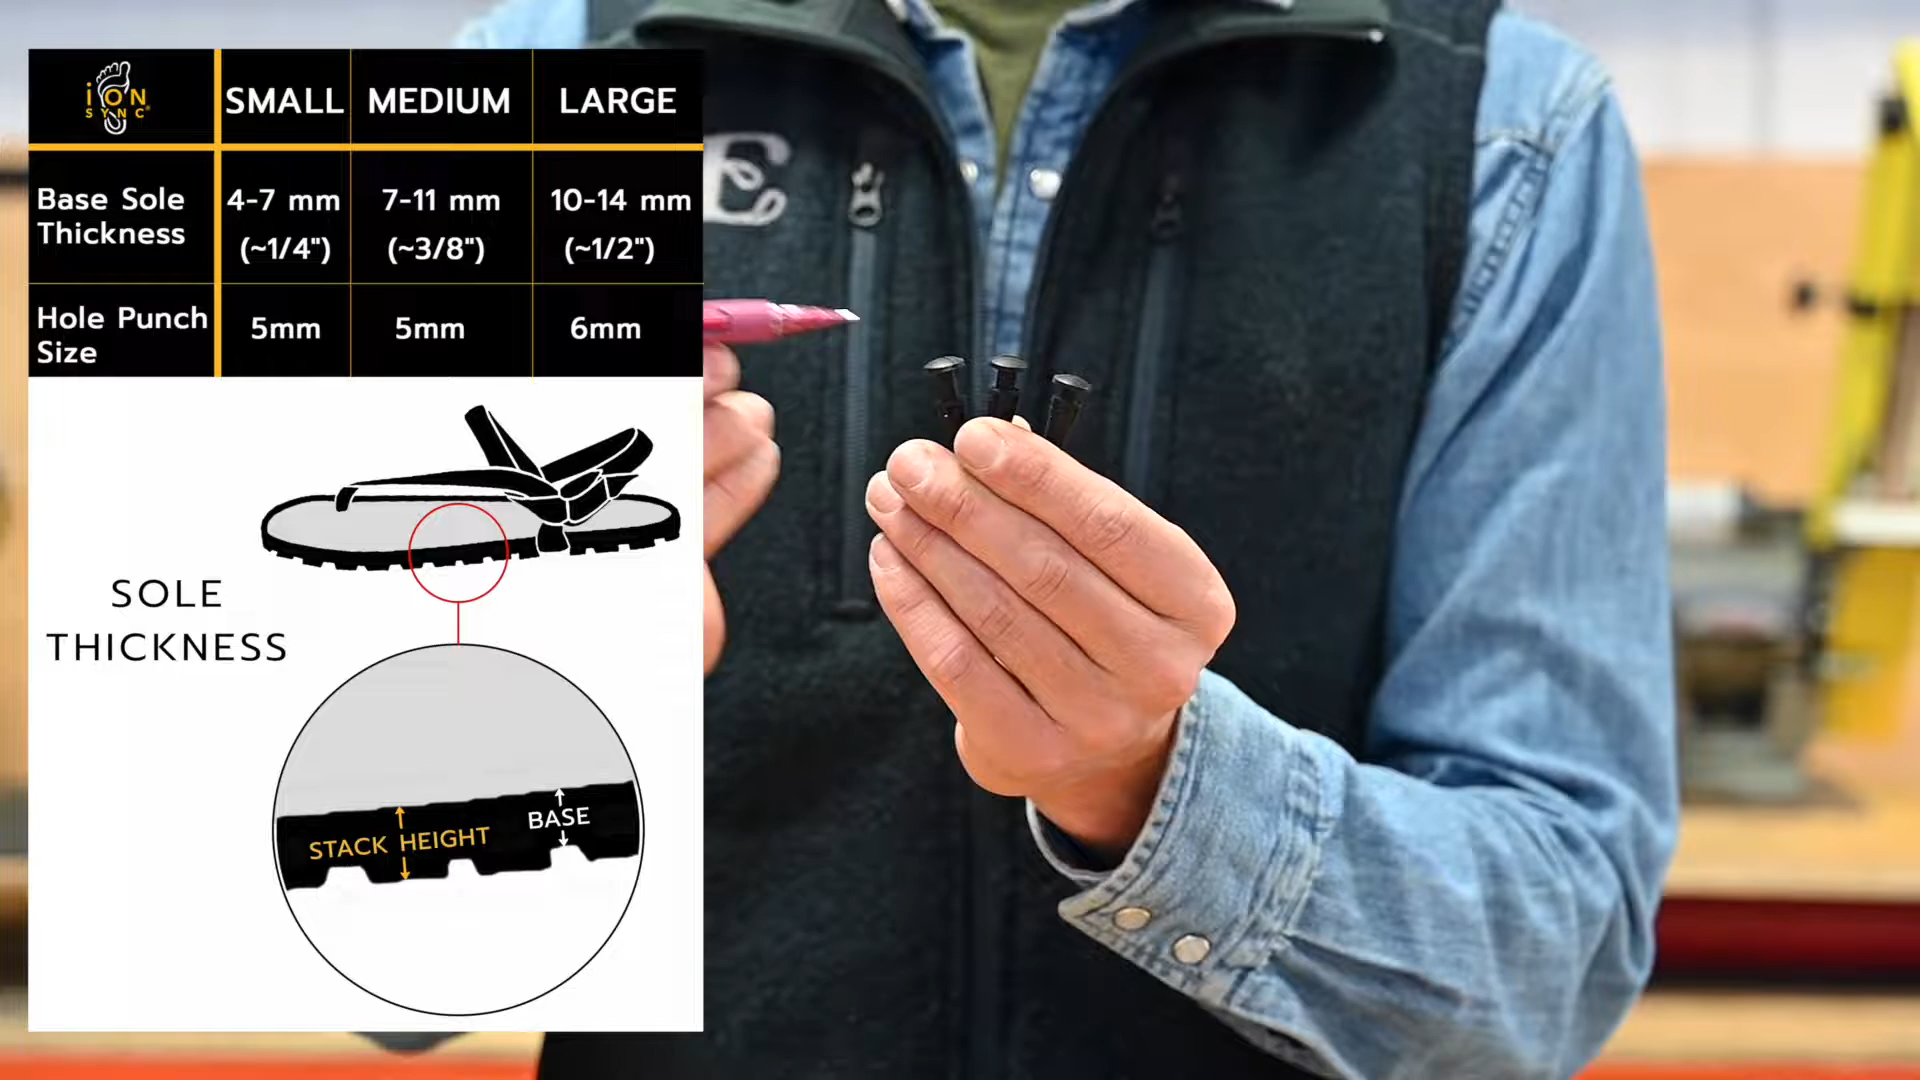 iON
SYNC®
SMALL MEDIUM LARGE
Base Sole Thickness 4-7 mm (~1/4") 7-11 mm (~3/8") 10-14 mm (~1/2")
Hole Punch Size 5mm 5mm 6mm
SOLE
THICKNESS
STACK HEIGHT
BASE
E